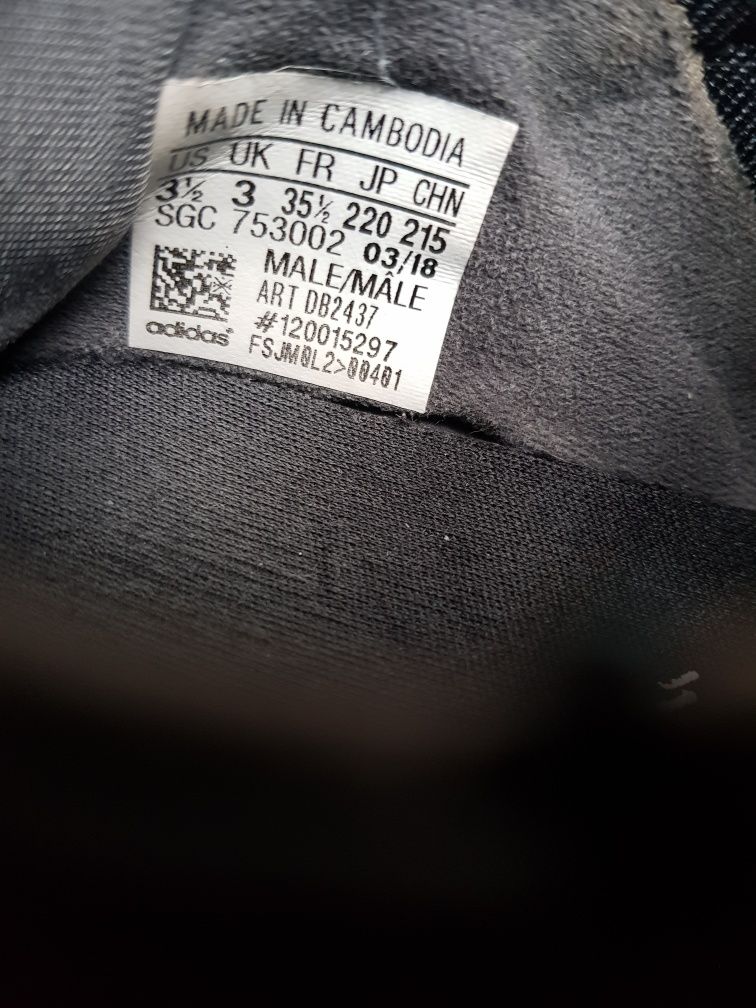 MADE IN CAMBODIA
US UK FR JP CHN
3½ 3 35½ 220 215
SGC 753002 03/18
MALE/MÂLE
ART DB2437
#120015297
FSJM0L2>00401
adidas